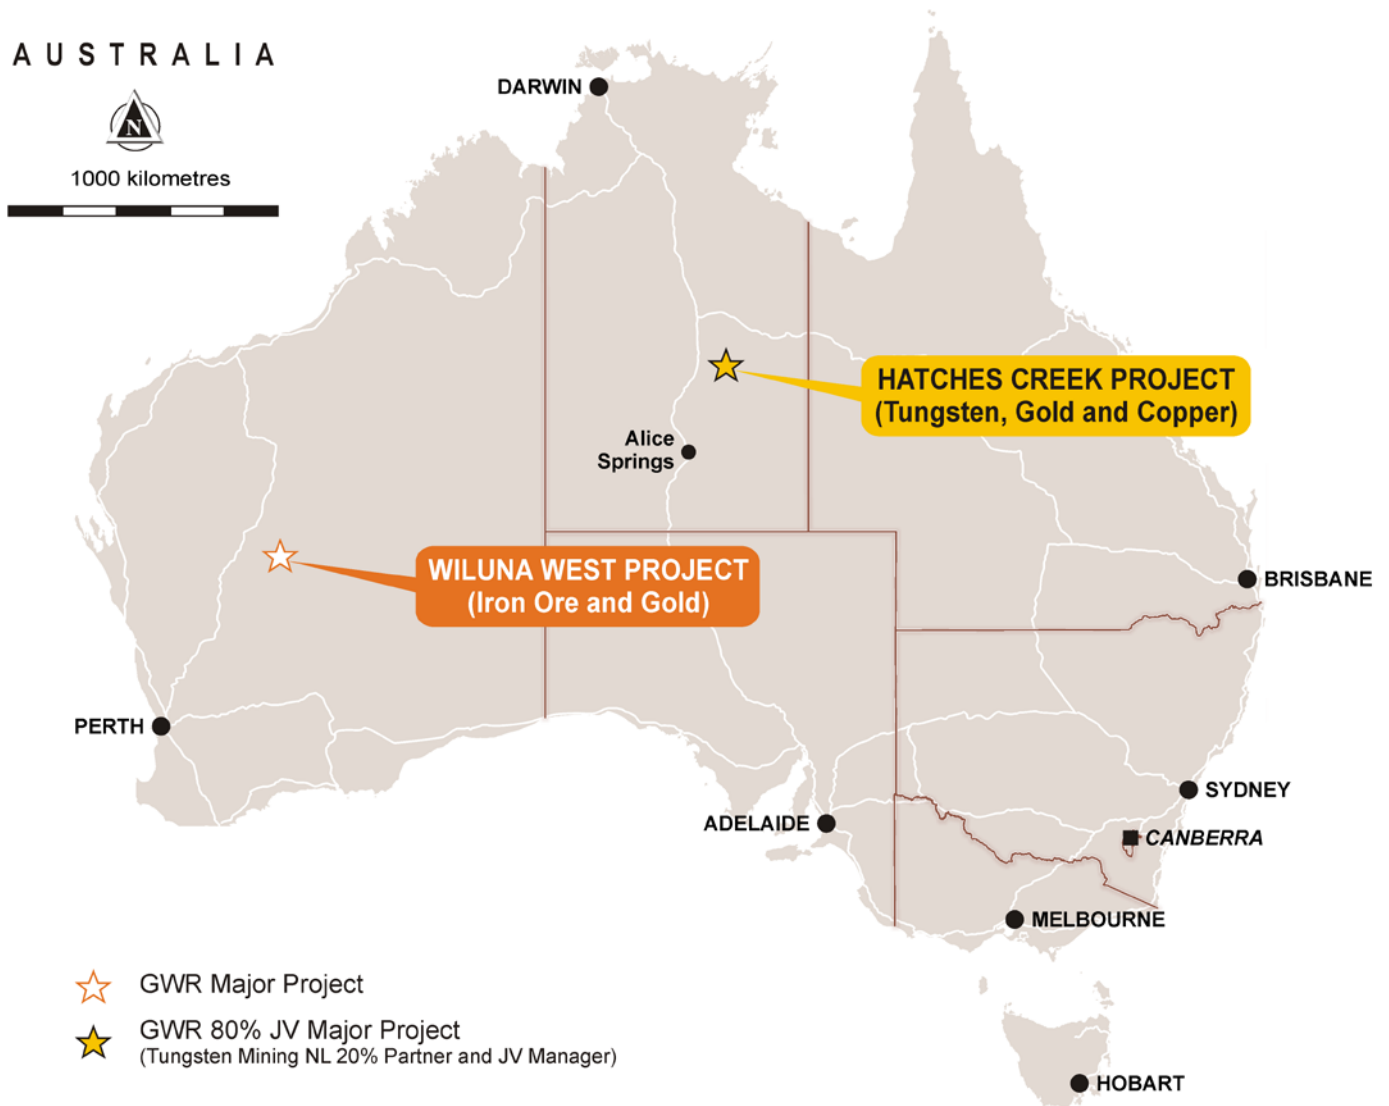 AUSTRALIA
N
1000 kilometres
DARWIN
HATCHES CREEK PROJECT
(Tungsten, Gold and Copper)
Alice
Springs
WILUNA WEST PROJECT
(Iron Ore and Gold)
BRISBANE
PERTH
SYDNEY
ADELAIDE
CANBERRA
MELBOURNE
GWR Major Project
GWR 80% JV Major Project
(Tungsten Mining NL 20% Partner and JV Manager)
HOBART